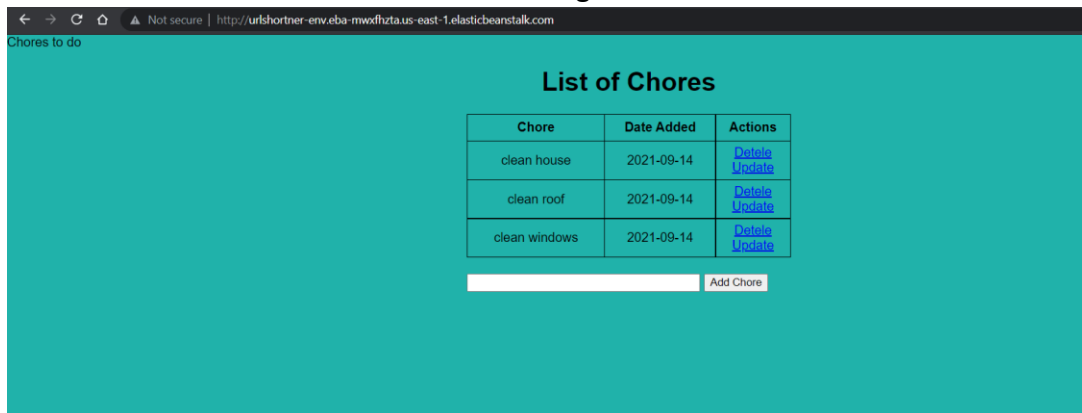 Not secure | http://urlshortner-env.eba-mwxfhzta.us-east-1.elasticbeanstalk.com
Chores to do
List of Chores
Chore Date Added Actions
clean house 2021-09-14 Detele
Update
clean roof 2021-09-14 Detele
Update
clean windows 2021-09-14 Detele
Update
Add Chore